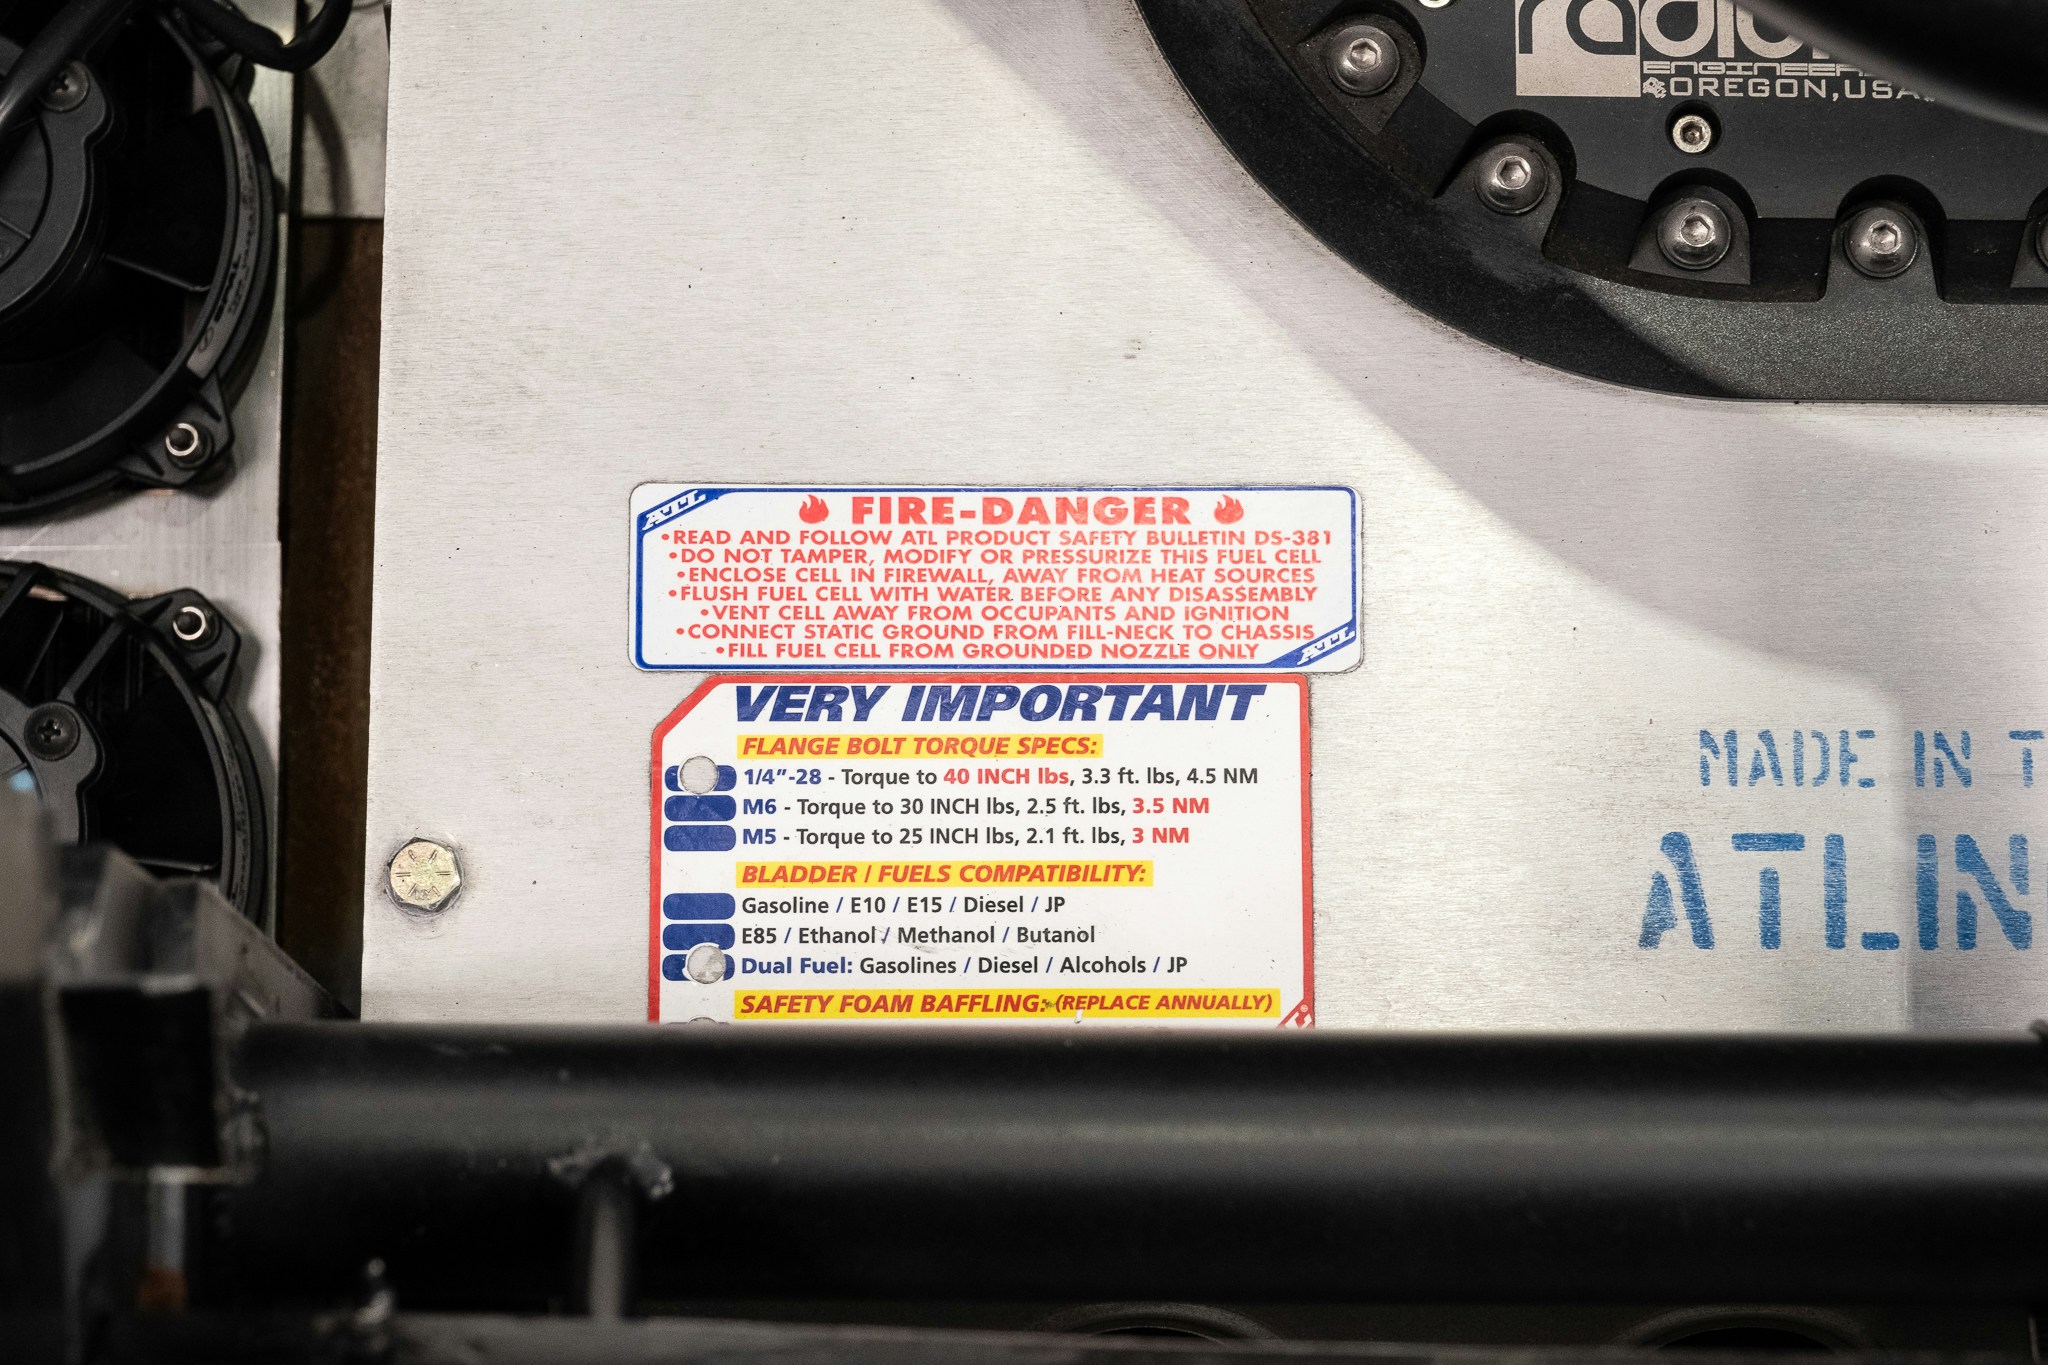 ENGINEER
OREGON, USA
ATL
FIRE-DANGER
•READ AND FOLLOW ATL PRODUCT SAFETY BULLETIN DS-381
•DO NOT TAMPER, MODIFY OR PRESSURIZE THIS FUEL CELL
•ENCLOSE CELL IN FIREWALL, AWAY FROM HEAT SOURCES
•FLUSH FUEL CELL WITH WATER BEFORE ANY DISASSEMBLY
•VENT CELL AWAY FROM OCCUPANTS AND IGNITION
•CONNECT STATIC GROUND FROM FILL-NECK TO CHASSIS
•FILL FUEL CELL FROM GROUNDED NOZZLE ONLY
ATL
VERY IMPORTANT
FLANGE BOLT TORQUE SPECS:
1/4"-28 - Torque to 40 INCH lbs, 3.3 ft. lbs, 4.5 NM
M6 - Torque to 30 INCH lbs, 2.5 ft. lbs, 3.5 NM
M5 - Torque to 25 INCH lbs, 2.1 ft. lbs, 3 NM
BLADDER / FUELS COMPATIBILITY:
Gasoline / E10 / E15 / Diesel / JP
E85 / Ethanol / Methanol / Butanol
Dual Fuel: Gasolines / Diesel / Alcohols / JP
SAFETY FOAM BAFFLING: (REPLACE ANNUALLY)
MADE IN T
ATLIN